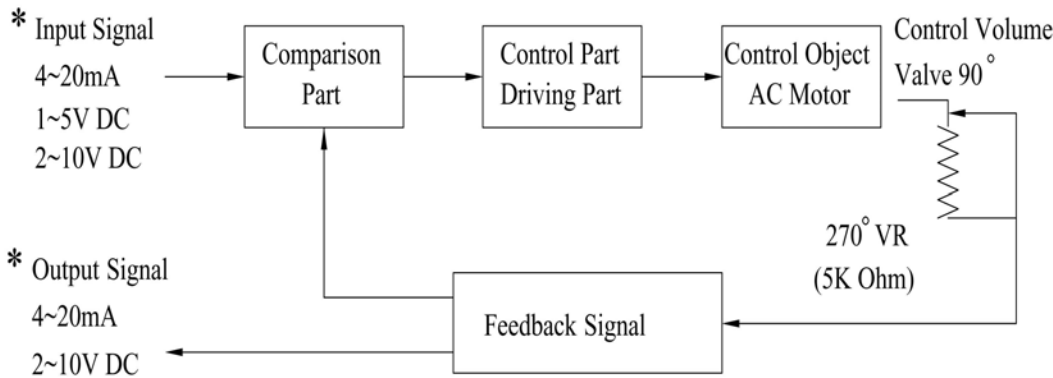 * Input Signal
4~20mA
1~5V DC
2~10V DC
Comparison
Part
Control Part
Driving Part
Control Object
AC Motor
Control Volume
Valve 90°
270° VR
(5K Ohm)
* Output Signal
4~20mA
2~10V DC
Feedback Signal